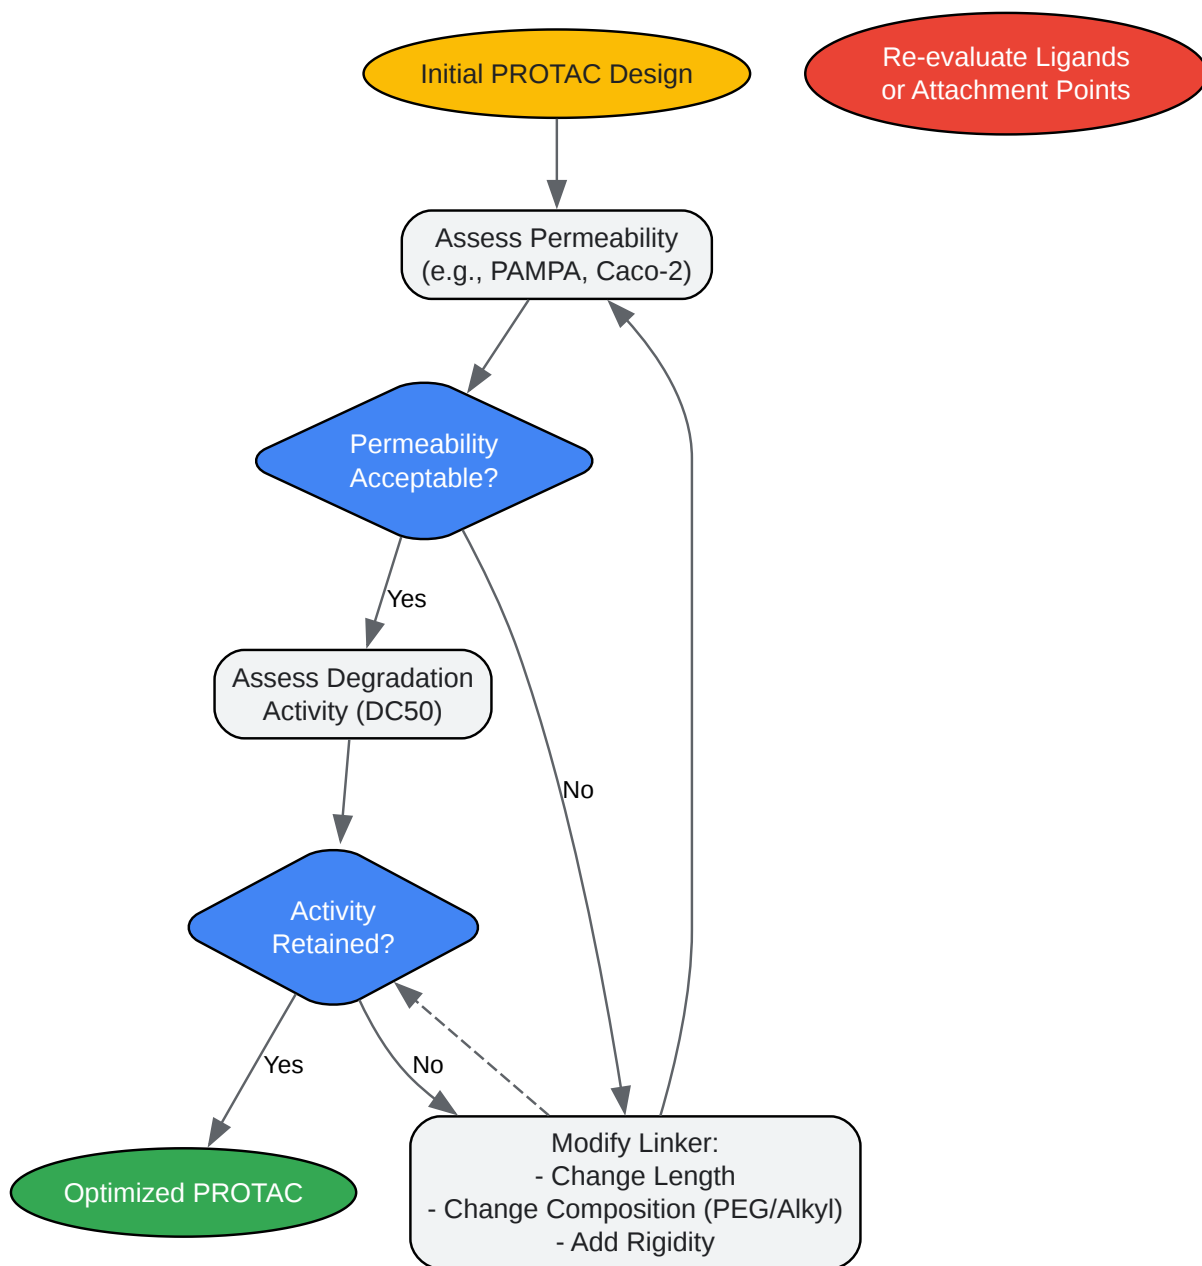 Initial PROTAC Design
Re-evaluate Ligands
or Attachment Points
Assess Permeability
(e.g., PAMPA, Caco-2)
Permeability
Acceptable?
Yes
Assess Degradation
Activity (DC50)
No
Activity
Retained?
Yes
No
Optimized PROTAC
Modify Linker:
- Change Length
- Change Composition (PEG/Alkyl)
- Add Rigidity